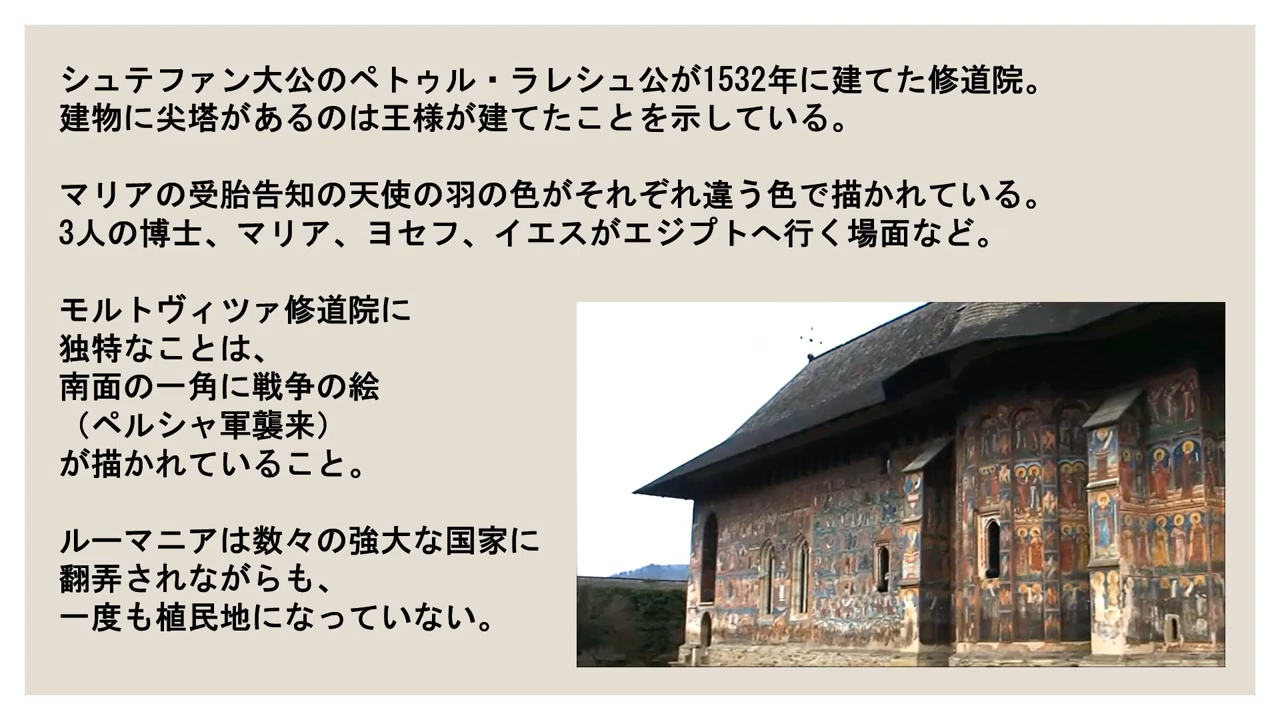 シュテファン大公のペトゥル・ラレシュ公が1532年に建てた修道院。
建物に尖塔があるのは王様が建てたことを示している。
マリアの受胎告知の天使の羽の色がそれぞれ違う色で描かれている。
3人の博士、マリア、ヨセフ、イエスがエジプトへ行く場面など。
モルトヴィツァ修道院に
独特なことは、
南面の一角に戦争の絵
（ペルシャ軍襲来）
が描かれていること。
ルーマニアは数々の強大な国家に
翻弄されながらも、
一度も植民地になっていない。